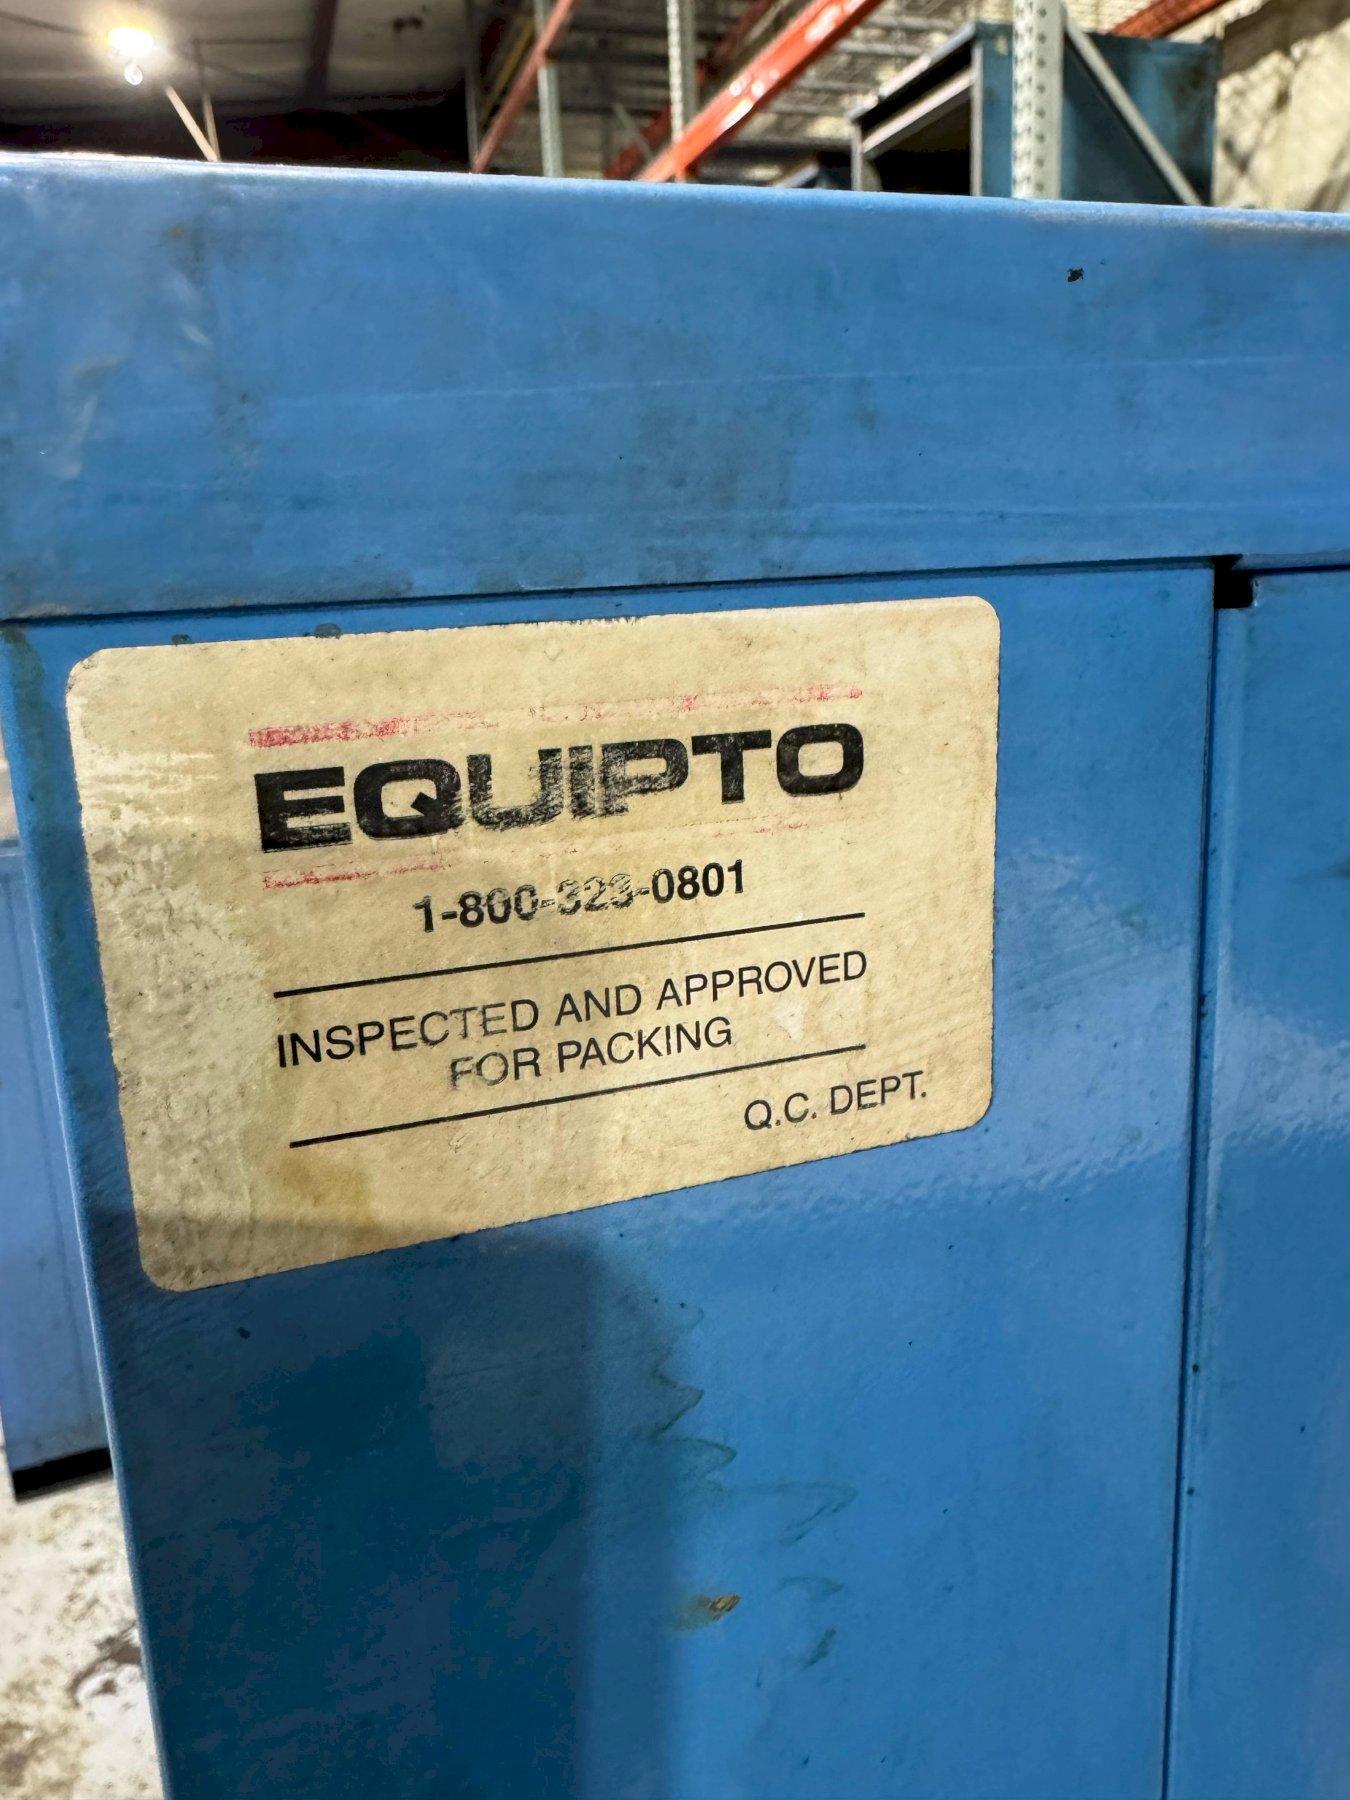 EQUIPTO
1-800-323-0801
INSPECTED AND APPROVED
FOR PACKING
Q.C. DEPT.